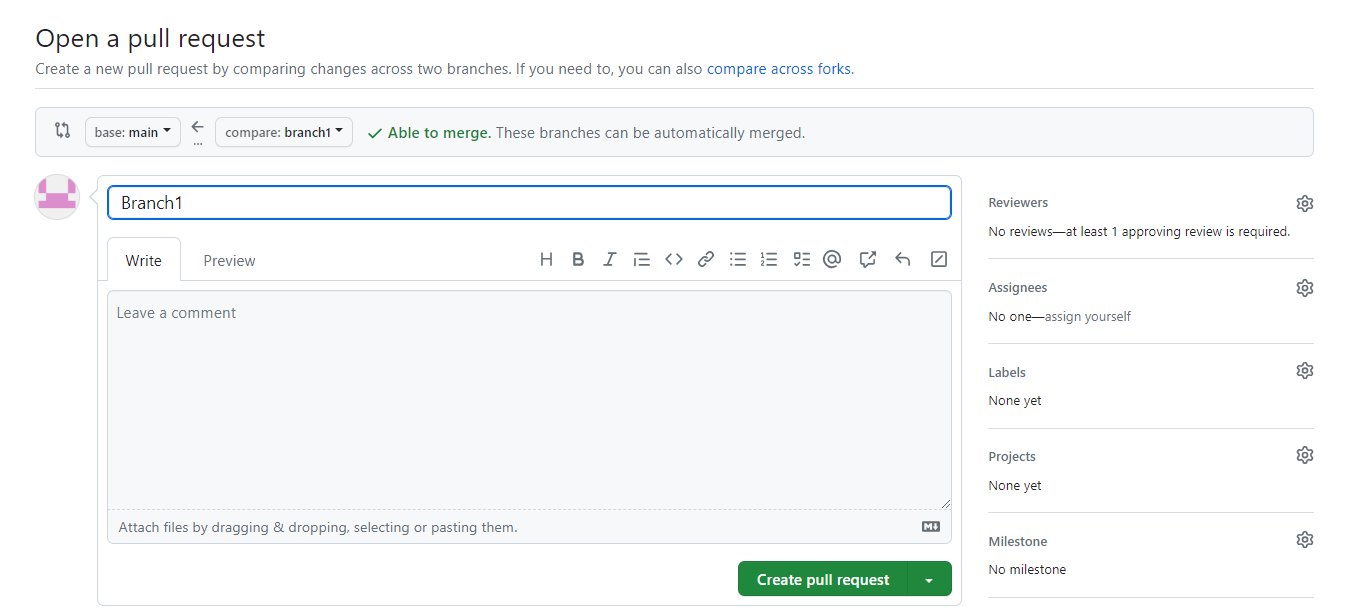 Open a pull request
Create a new pull request by comparing changes across two branches. If you need to, you can also compare across forks.
base: main
...
compare: branch1
Able to merge. These branches can be automatically merged.
Branch1
Write
Preview
Leave a comment
Attach files by dragging & dropping, selecting or pasting them.
Create pull request
Reviewers
No reviews—at least 1 approving review is required.
Assignees
No one—assign yourself
Labels
None yet
Projects
None yet
Milestone
No milestone